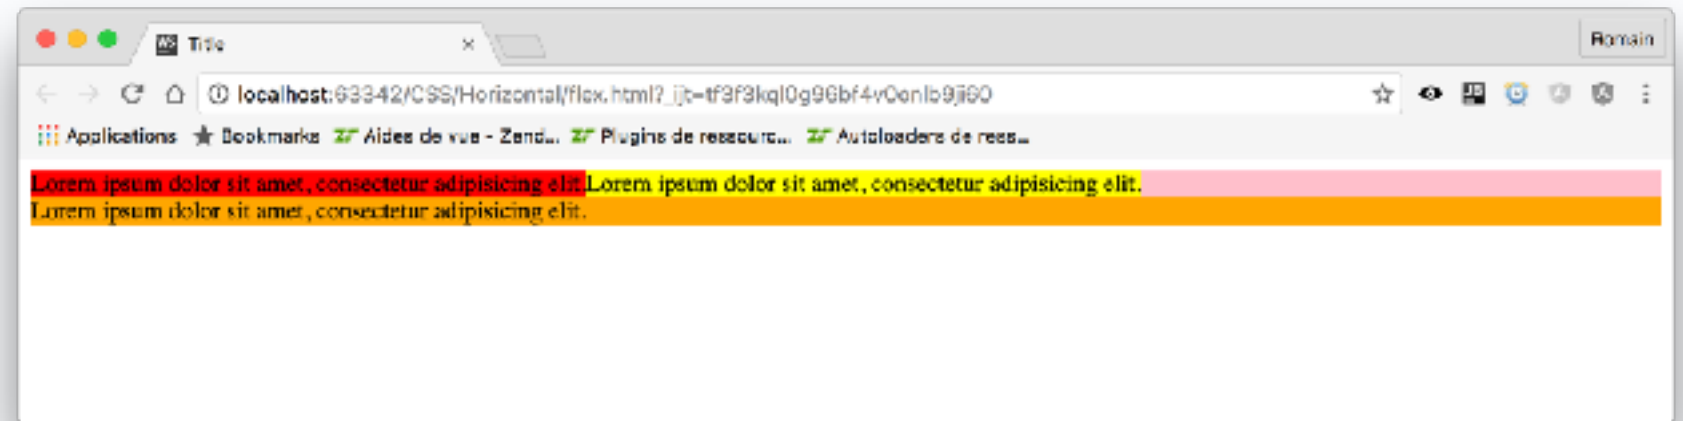 Title
Romain
localhost:63342/CSS/Horizontal/flex.html?_ijt=
Applications Bookmarks Aides de vue - Zend... Plugins de ressourc... Autoloaders de ress...
Lorem ipsum dolor sit amet, consectetur adipisicing elit.Lorem ipsum dolor sit amet, consectetur adipisicing elit.
Lorem ipsum dolor sit amet, consectetur adipisicing elit.